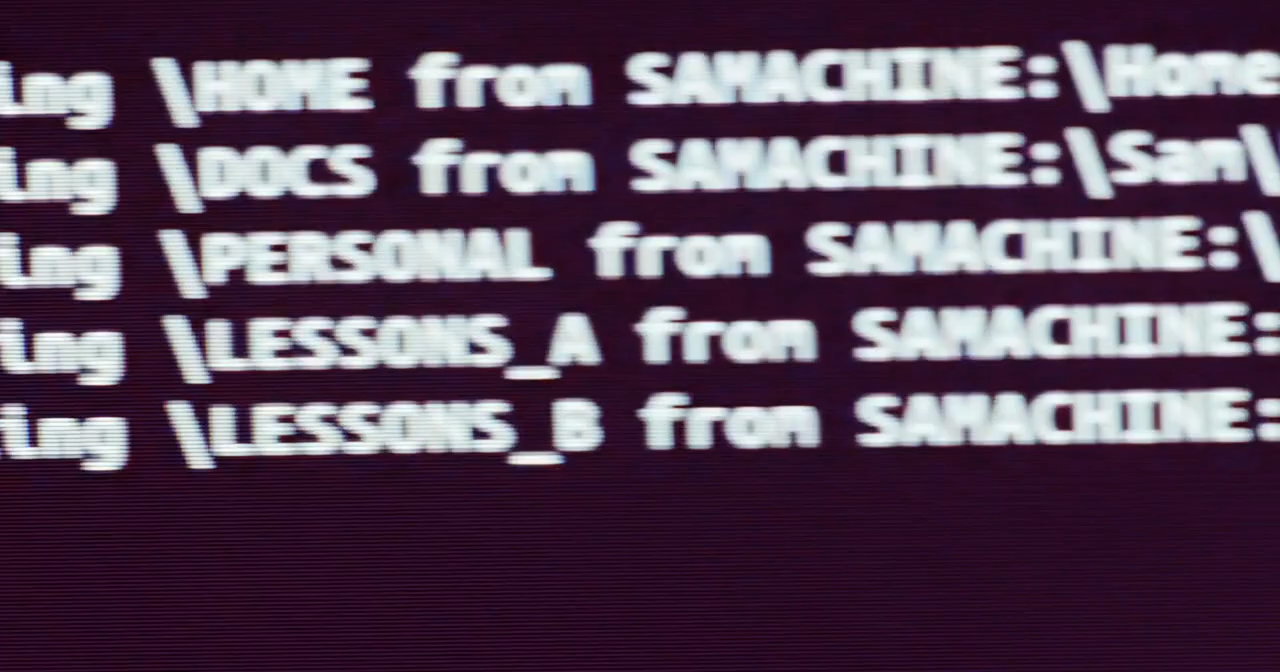 ing \HOME from SAMACHINE:\Home
ing \DOCS from SAMACHINE:\Sam\
ing \PERSONAL from SAMACHINE:\
ing \LESSONS_A from SAMACHINE:
ing \LESSONS_B from SAMACHINE: